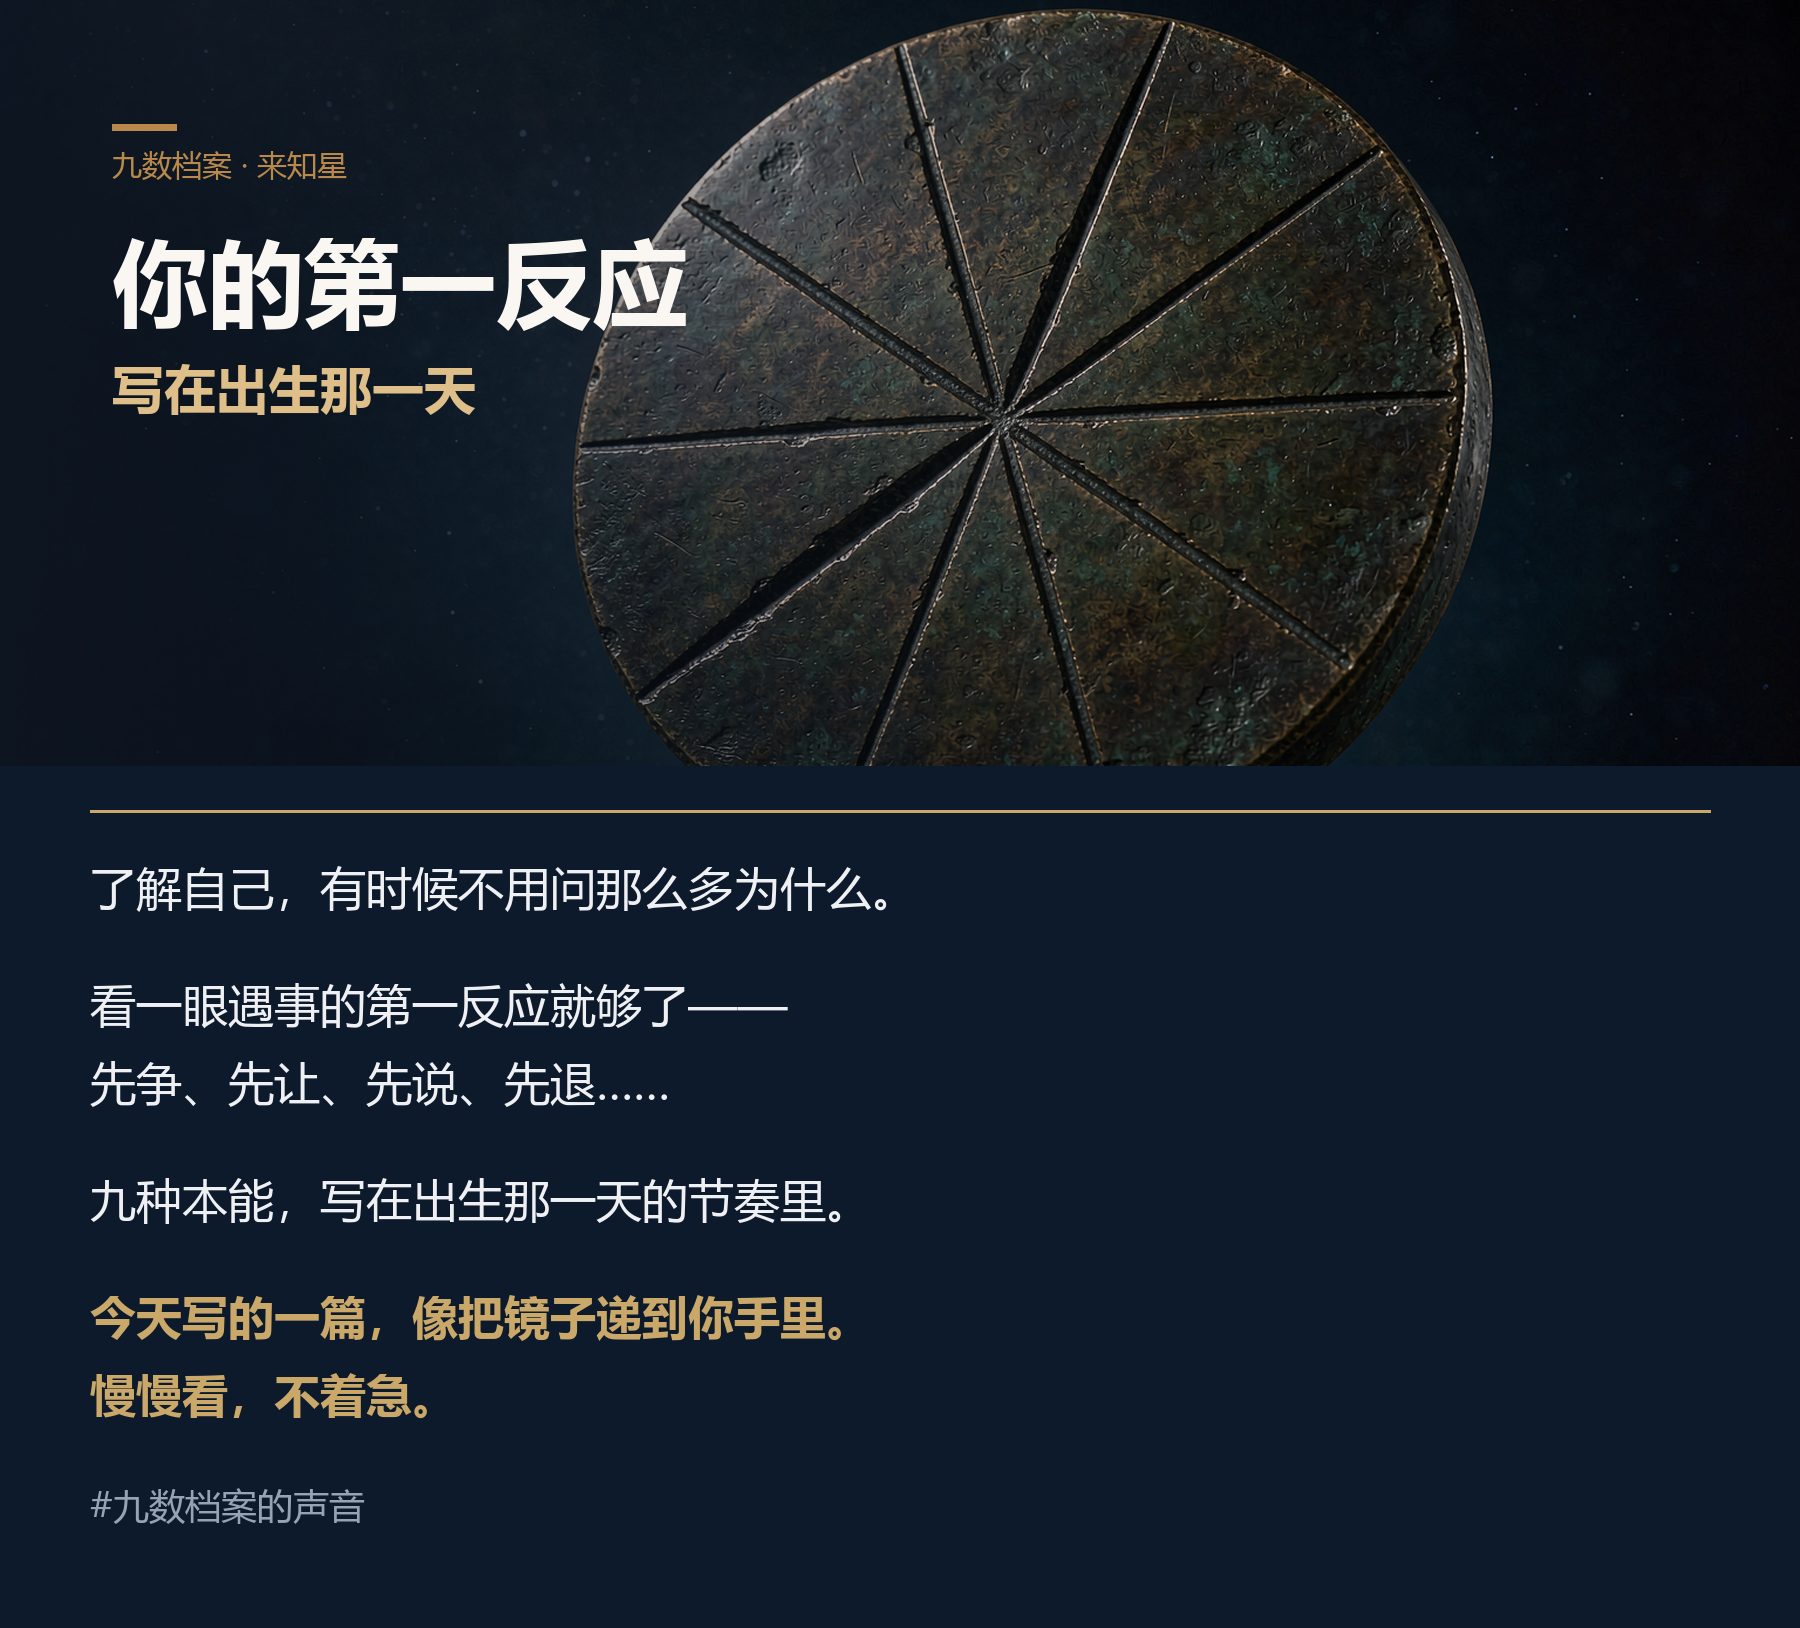 九数档案 · 来知星
你的第一反应
写在出生那一天
了解自己，有时候不用问那么多为什么。
看一眼遇事的第一反应就够了——
先争、先让、先说、先退……
九种本能，写在出生那一天的节奏里。
今天写的一篇，像把镜子递到你手里。
慢慢看，不着急。
#九数档案的声音